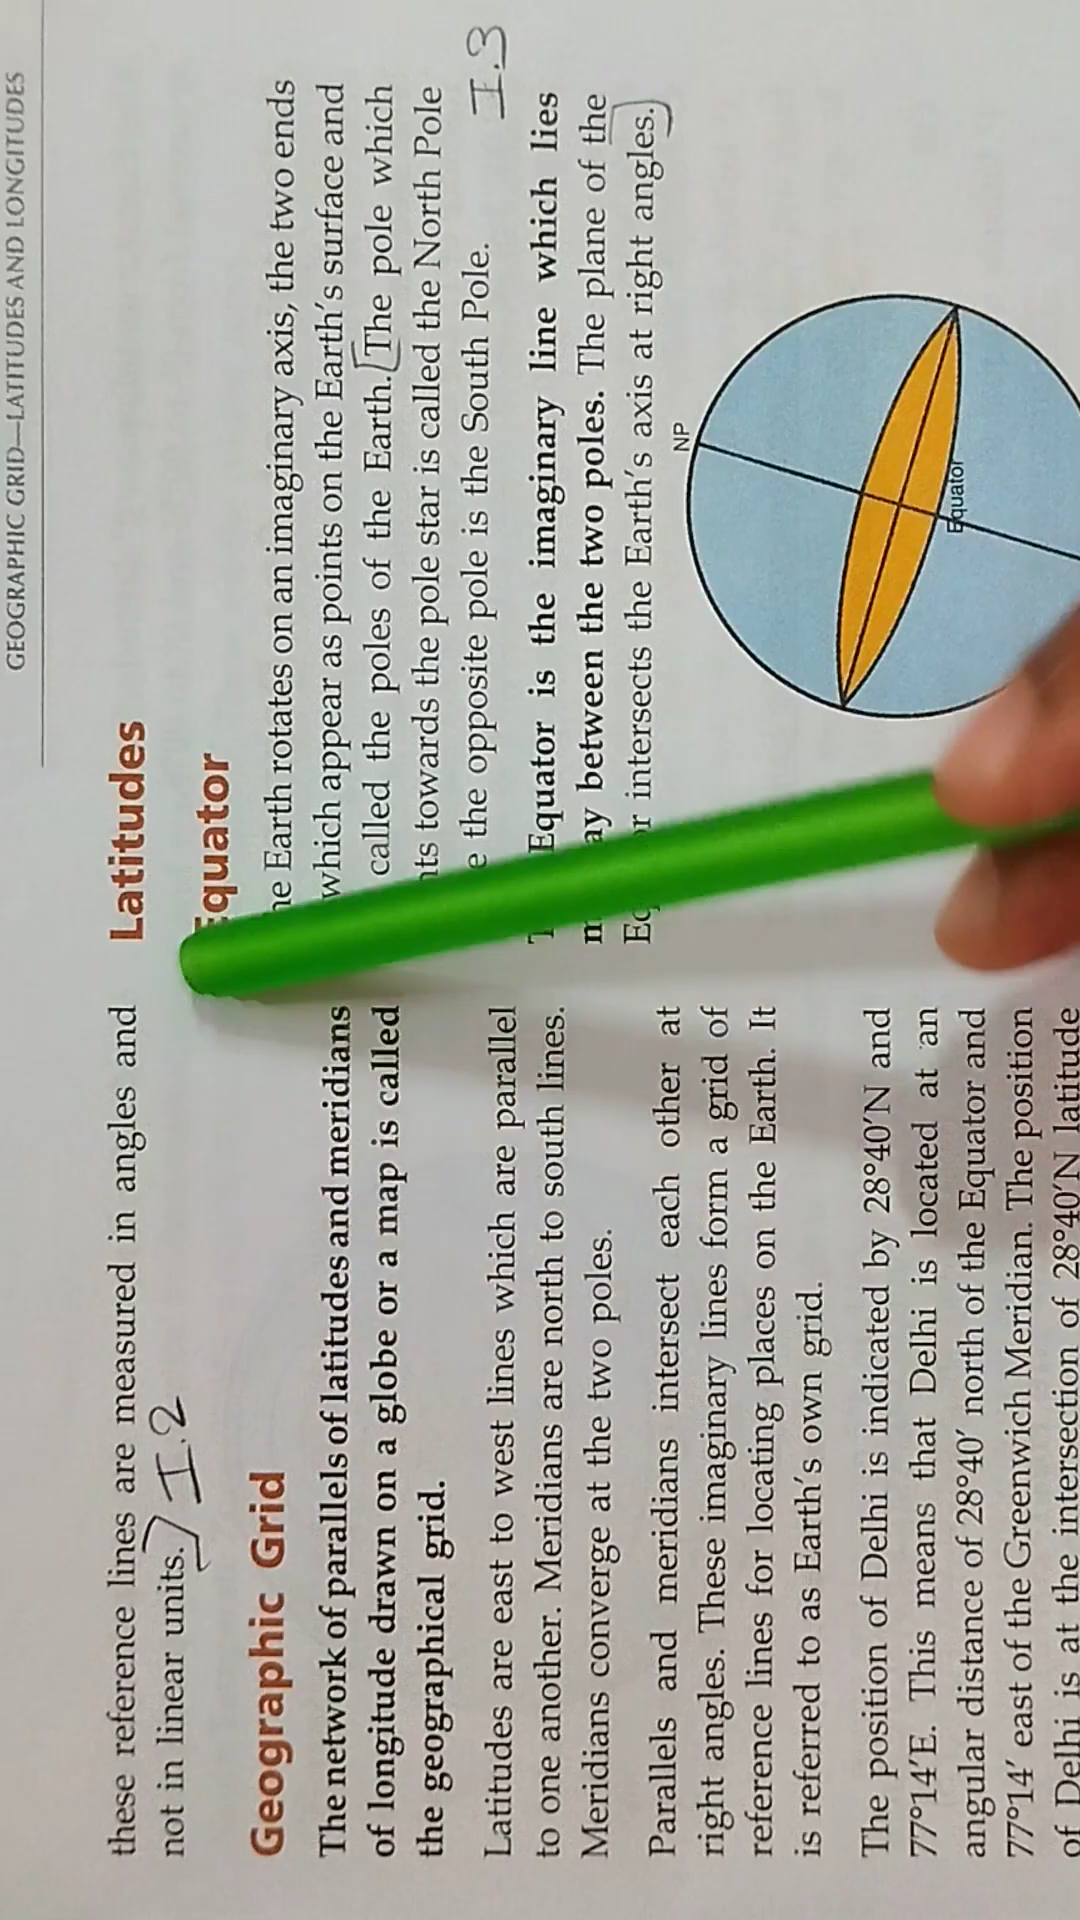 GEOGRAPHIC GRID—LATITUDES AND LONGITUDES
these reference lines are measured in angles and
not in linear units. I.2
Geographic Grid
The network of parallels of latitudes and meridians
of longitude drawn on a globe or a map is called
the geographical grid.
Latitudes are east to west lines which are parallel
to one another. Meridians are north to south lines.
Meridians converge at the two poles.
Parallels and meridians intersect each other at
right angles. These imaginary lines form a grid of
reference lines for locating places on the Earth. It
is referred to as Earth's own grid.
The position of Delhi is indicated by 28°40'N and
77°14'E. This means that Delhi is located at an
angular distance of 28°40' north of the Equator and
77°14' east of the Greenwich Meridian. The position
of Delhi is at the intersection of 28°40'N latitude
Latitudes
Equator
Earth rotates on an imaginary axis, the two ends
which appear as points on the Earth's surface and
called the poles of the Earth. The pole which
towards the pole star is called the North Pole
the opposite pole is the South Pole.
I.3
Equator is the imaginary line which lies
between the two poles. The plane of the
intersects the Earth's axis at right angles.
NP
Equator